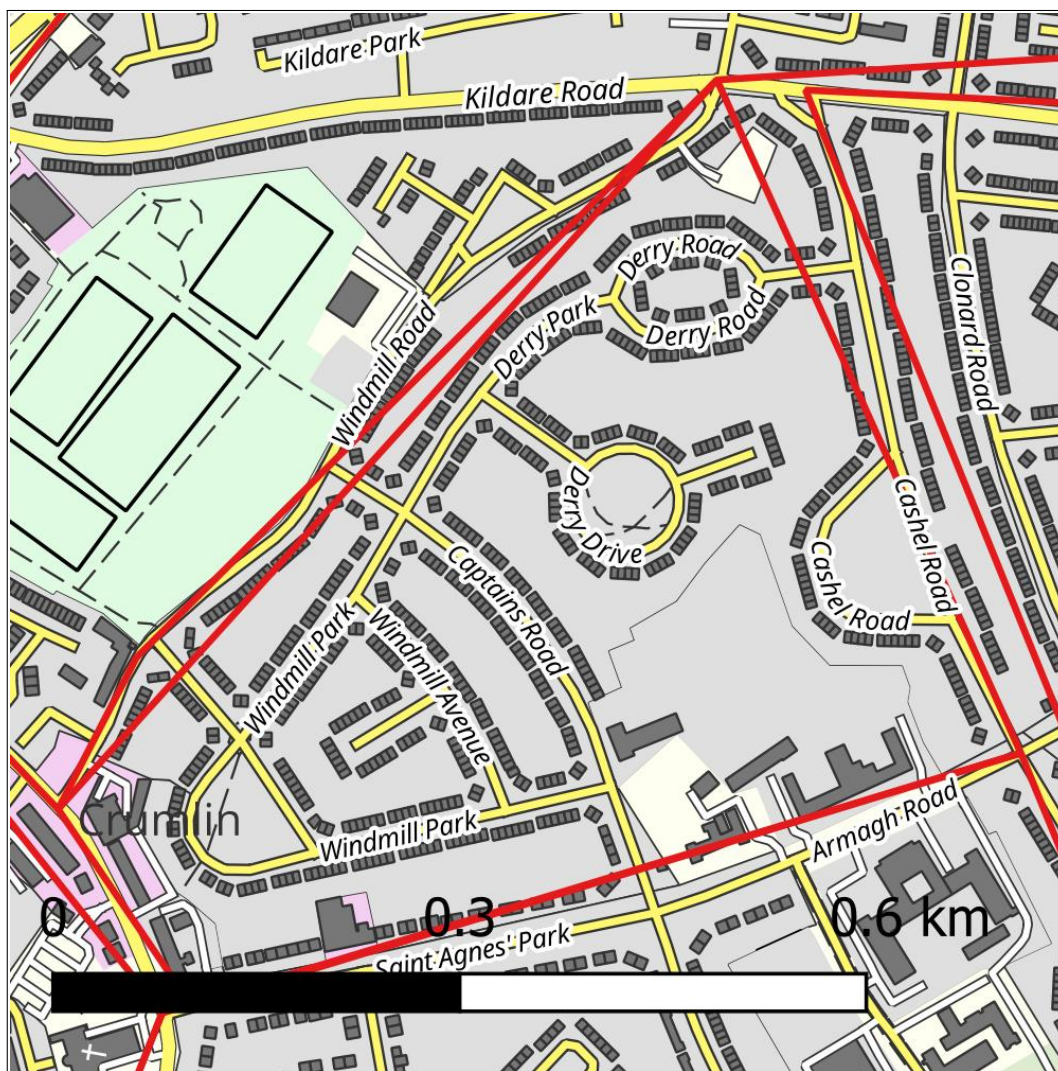 Kildare Park
Kildare Road
Derry Road
Derry Road
Derry Park
Clonard Road
Windmill Road
Derry Drive
Cashel Road
Cashel Road
Captains Road
Windmill Park
Windmill Avenue
Crumlin
Windmill Park
Armagh Road
Saint Agnes' Park
0
0.3
0.6 km